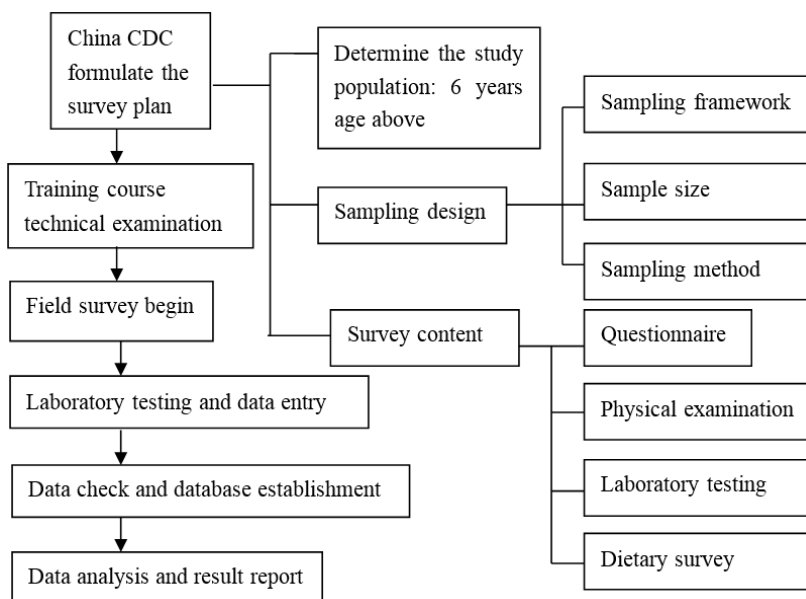 China CDC
formulate the
survey plan
Training course
technical examination
Field survey begin
Laboratory testing and data entry
Data check and database establishment
Data analysis and result report
Determine the study
population: 6 years
age above
Sampling design
Survey content
Sampling framework
Sample size
Sampling method
Questionnaire
Physical examination
Laboratory testing
Dietary survey